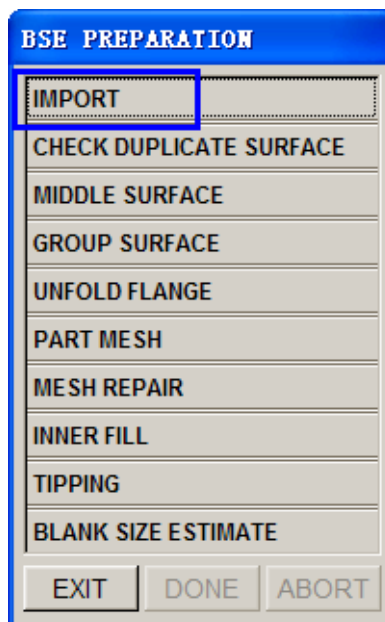 BSE PREPARATION
IMPORT
CHECK DUPLICATE SURFACE
MIDDLE SURFACE
GROUP SURFACE
UNFOLD FLANGE
PART MESH
MESH REPAIR
INNER FILL
TIPPING
BLANK SIZE ESTIMATE
EXIT DONE ABORT